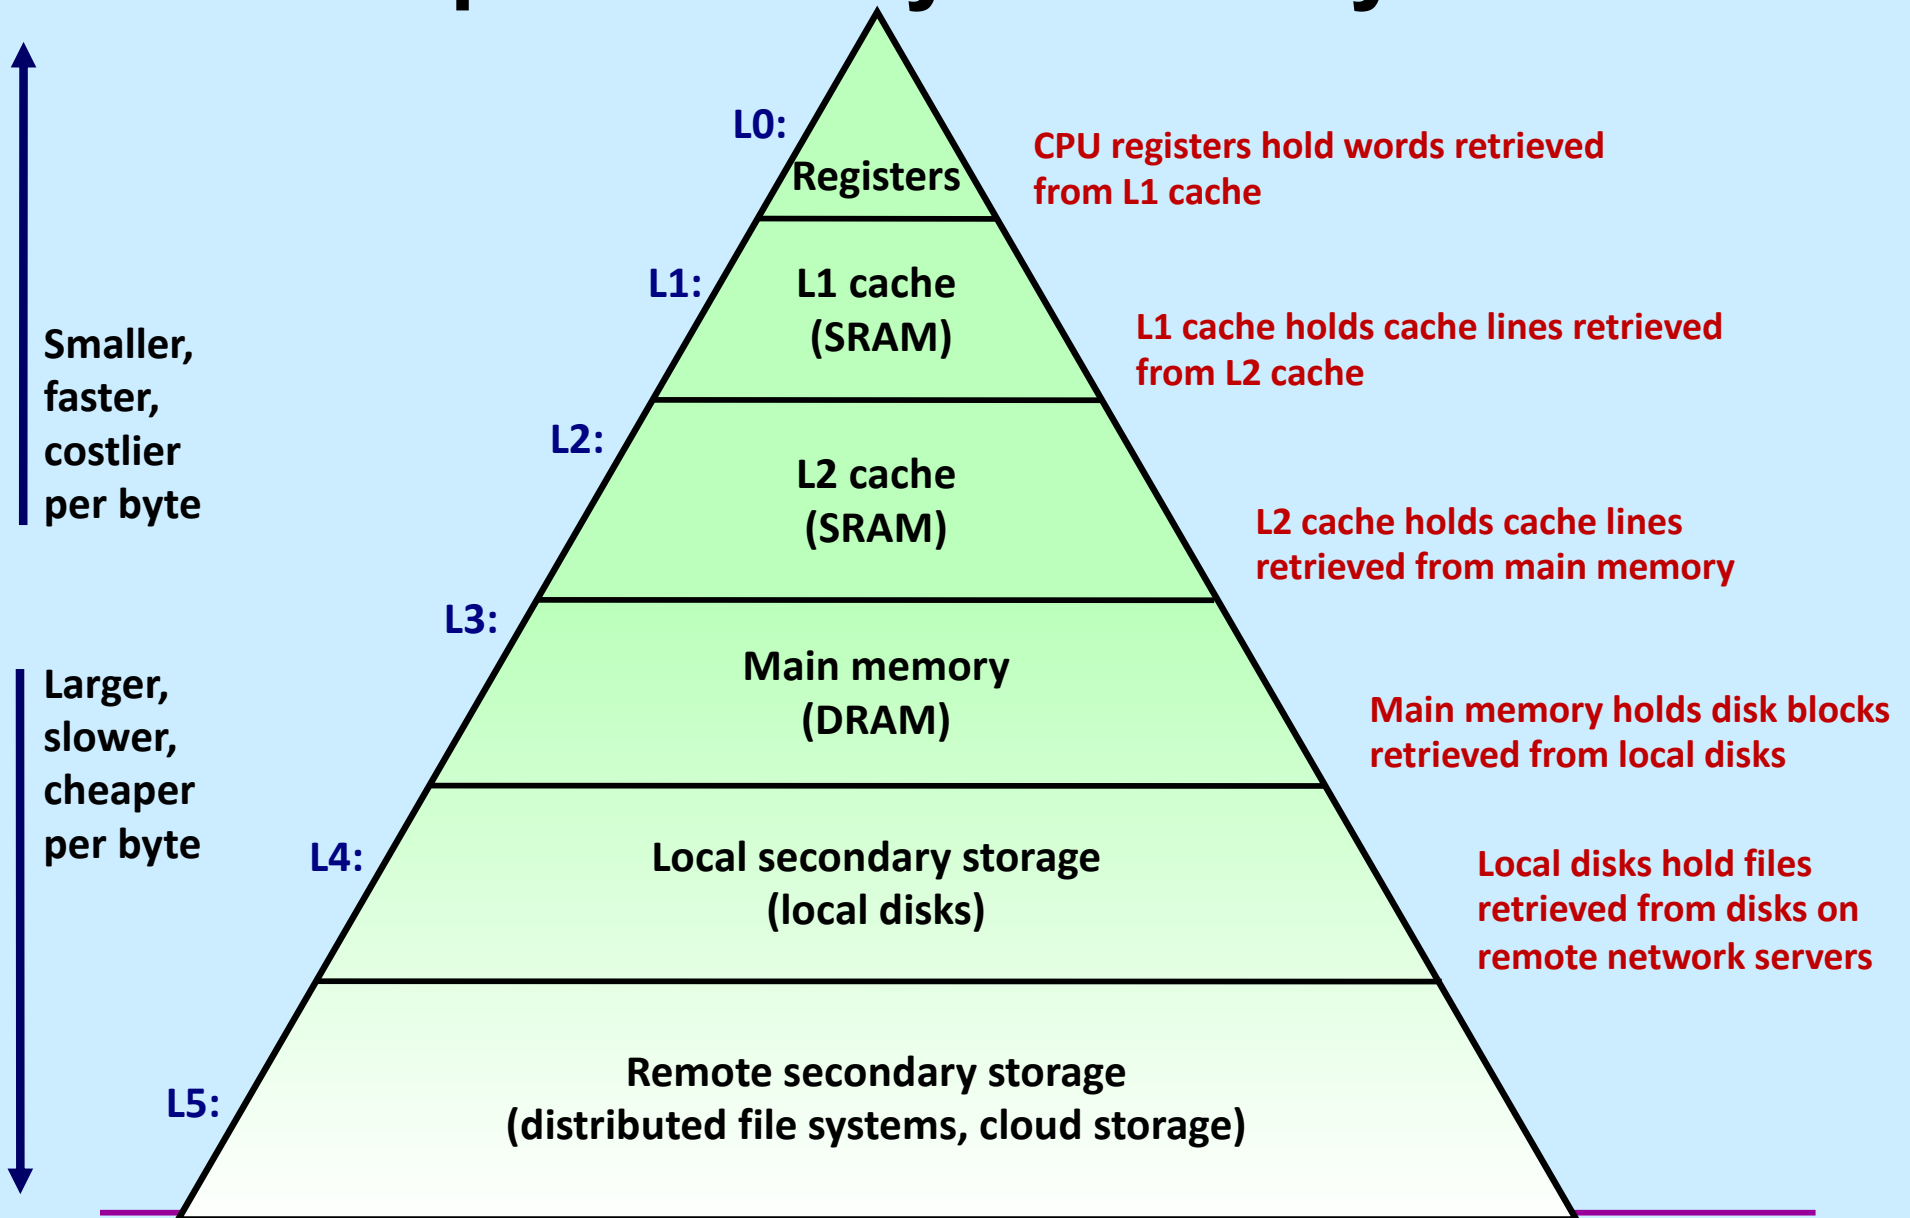 L0:
Registers
CPU registers hold words retrieved
from L1 cache
L1:
L1 cache
(SRAM)
L1 cache holds cache lines retrieved
from L2 cache
Smaller,
faster,
costlier
per byte
L2:
L2 cache
(SRAM)
L2 cache holds cache lines
retrieved from main memory
L3:
Main memory
(DRAM)
Main memory holds disk blocks
retrieved from local disks
Larger,
slower,
cheaper
per byte
L4:
Local secondary storage
(local disks)
Local disks hold files
retrieved from disks on
remote network servers
L5:
Remote secondary storage
(distributed file systems, cloud storage)